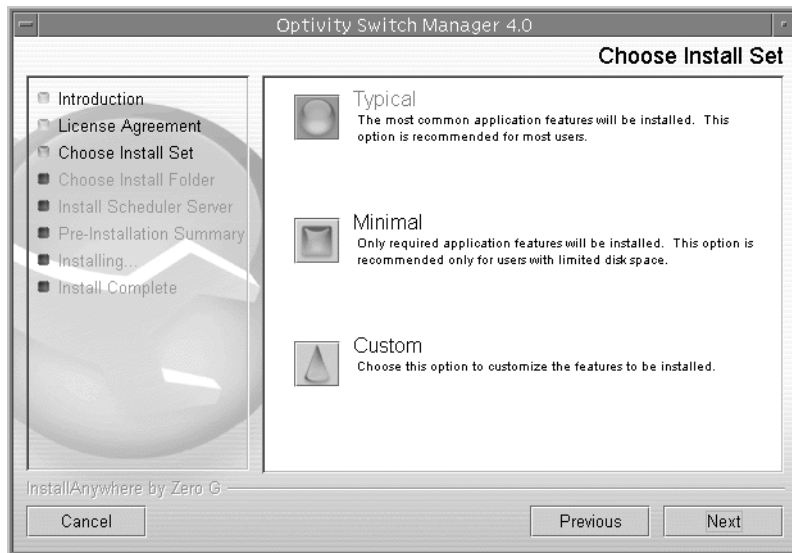 Optivity Switch Manager 4.0
Choose Install Set
Introduction
License Agreement
Choose Install Set
Choose Install Folder
Install Scheduler Server
Pre-Installation Summary
Installing...
Install Complete
Typical
The most common application features will be installed. This
option is recommended for most users.
Minimal
Only required application features will be installed. This option is
recommended only for users with limited disk space.
Custom
Choose this option to customize the features to be installed.
InstallAnywhere by Zero G
Cancel
Previous
Next